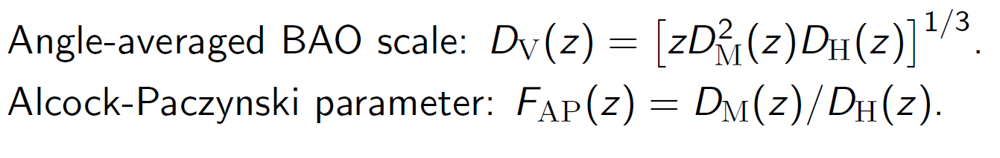 Angle-averaged BAO scale: D_V(z) = [zD_M^2(z)D_H(z)]^{1/3}.
Alcock-Paczynski parameter: F_AP(z) = D_M(z)/D_H(z).